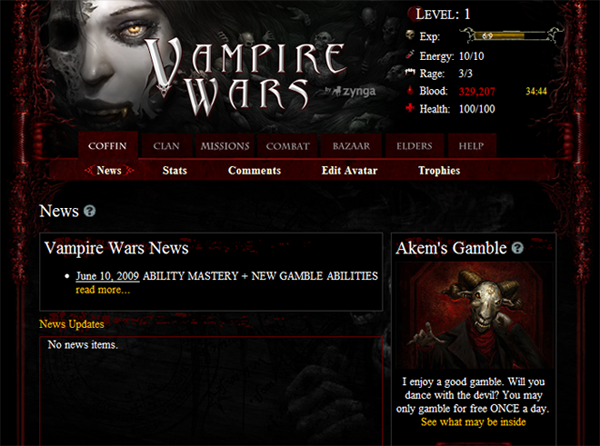 LEVEL: 1
VAMPIRE
WARS
by zynga
Exp: 6/9
Energy: 10/10
Rage: 3/3
Blood: 329,207 34:44
Health: 100/100
COFFIN CLAN MISSIONS COMBAT BAZAAR ELDERS HELP
News Stats Comments Edit Avatar Trophies
News ?
Vampire Wars News
• June 10, 2009 ABILITY MASTERY + NEW GAMBLE ABILITIES
read more...
News Updates
No news items.
Akem's Gamble ?
I enjoy a good gamble. Will you
dance with the devil? You may
only gamble for free ONCE a day.
See what may be inside